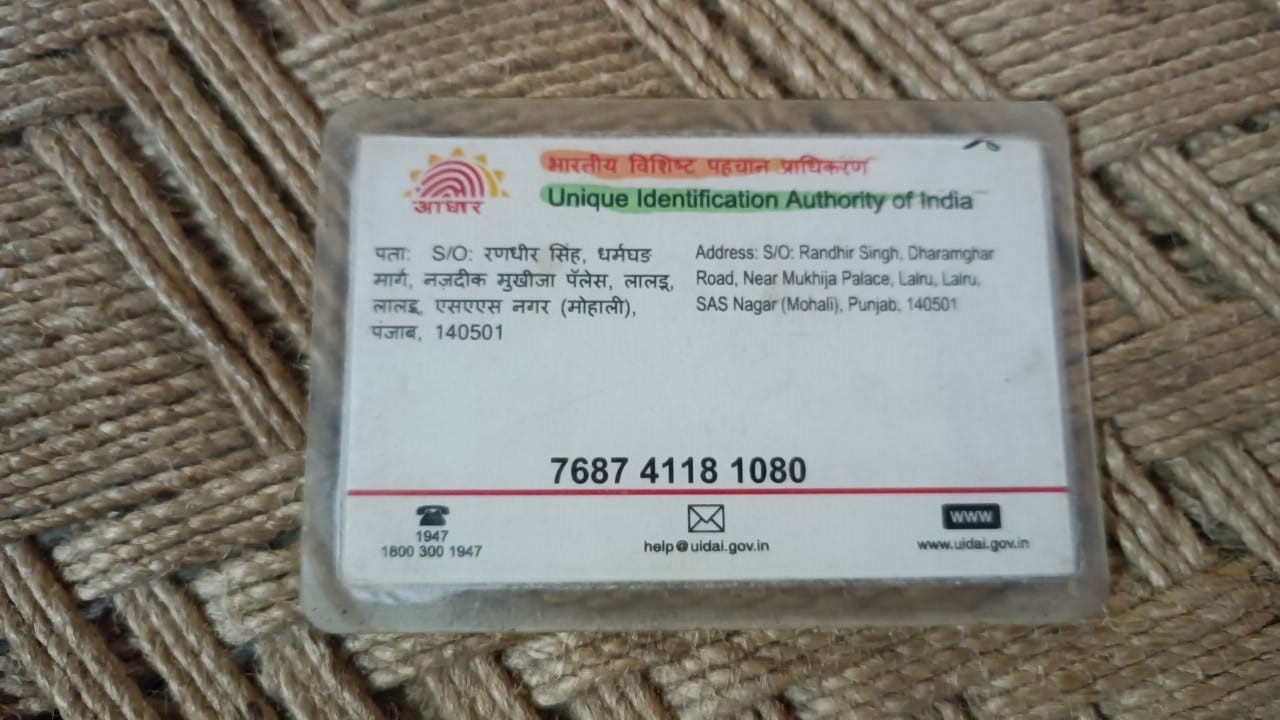 आधार
भारतीय विशिष्ट पहचान प्राधिकरण
Unique Identification Authority of India
पता: S/O: रणधीर सिंह, धर्मघड
मार्ग, नज़दीक मुखीजा पॅलेस, लालडू,
लालडू, एसएएस नगर (मोहाली),
पंजाब, 140501
Address: S/O: Randhir Singh, Dharamghar
Road, Near Mukhija Palace, Lalru, Lalru,
SAS Nagar (Mohali), Punjab, 140501
7687 4118 1080
1947
1800 300 1947
help@uidai.gov.in
www
www.uidai.gov.in